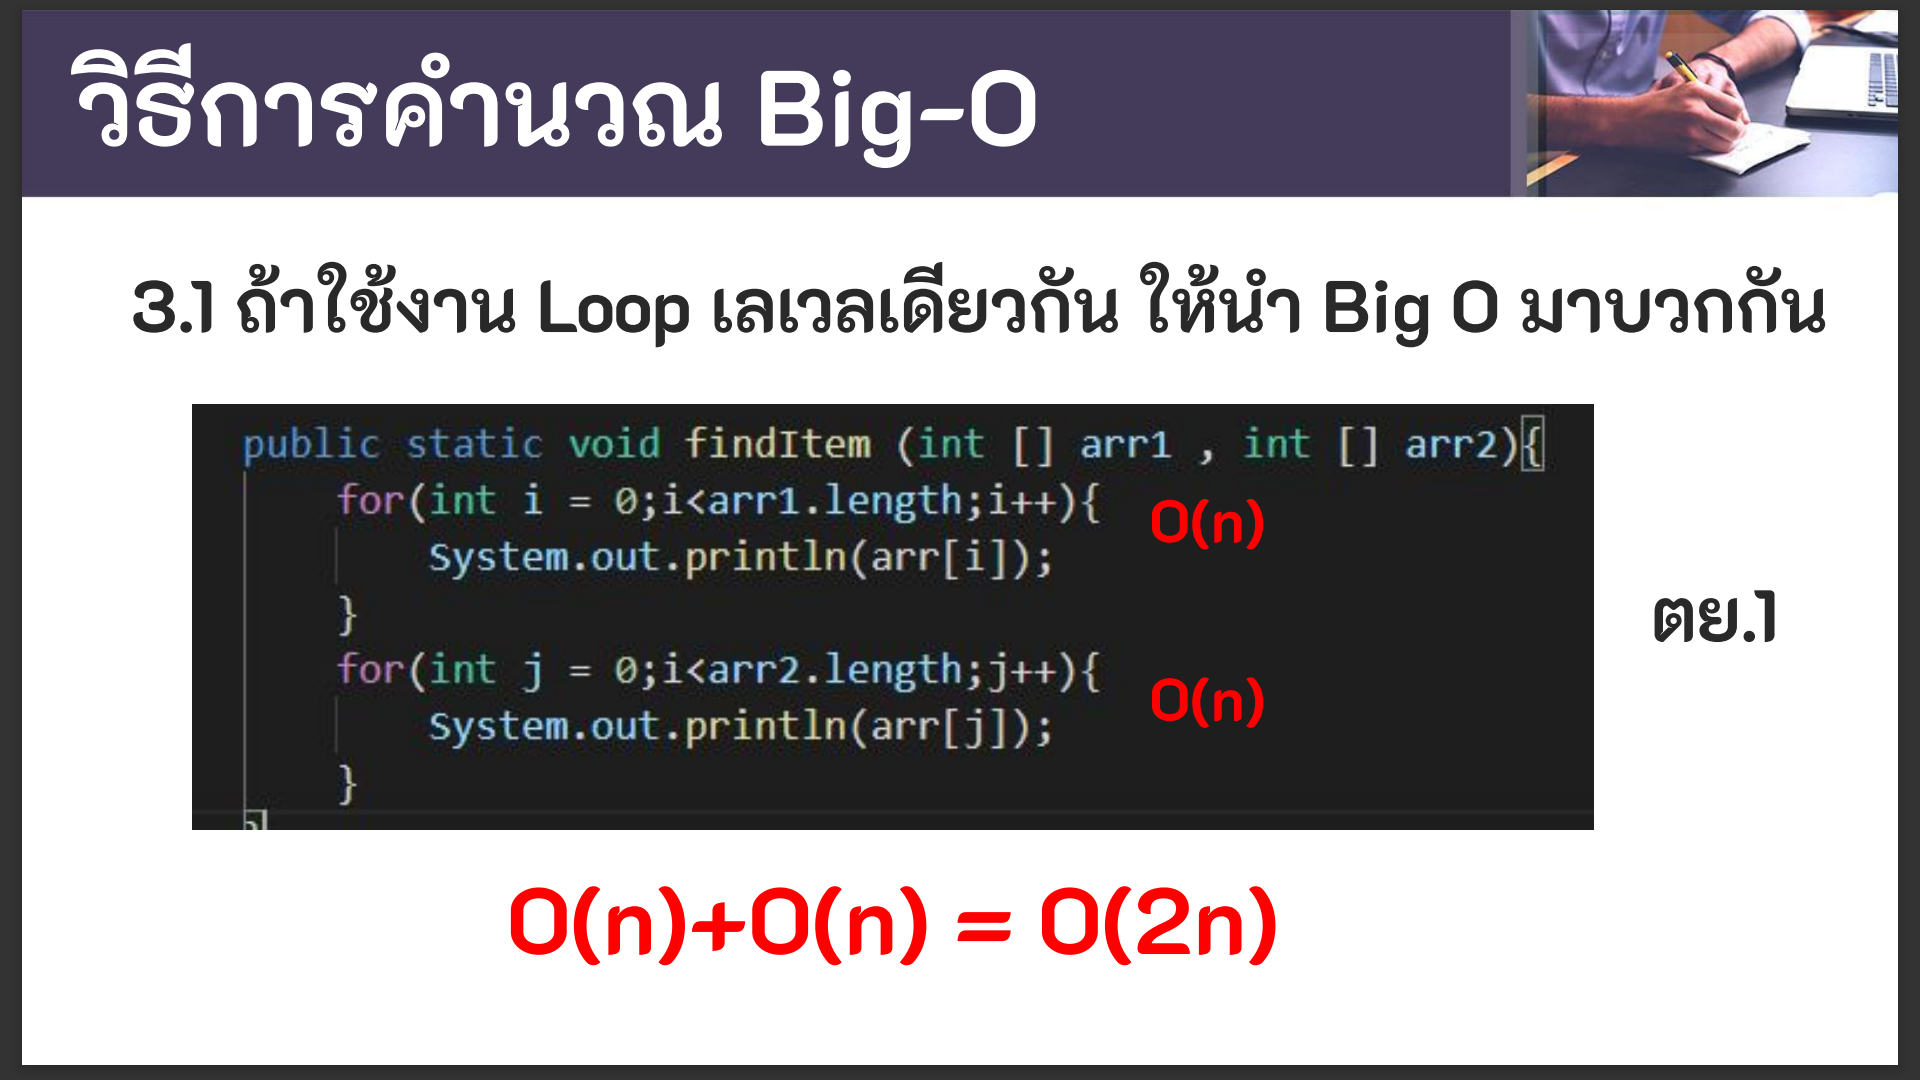 วิธีการคำนวณ Big-O
3.1 ถ้าใช้งาน Loop เลเวลเดียวกัน ให้นำ Big O มาบวกกัน
public static void findItem (int [] arr1 , int [] arr2){
for(int i = 0;i<arr1.length;i++){
O(n)
System.out.println(arr[i]);
}
for(int j = 0;i<arr2.length;j++){
O(n)
System.out.println(arr[j]);
}
}
ตย.1
O(n)+O(n) = O(2n)